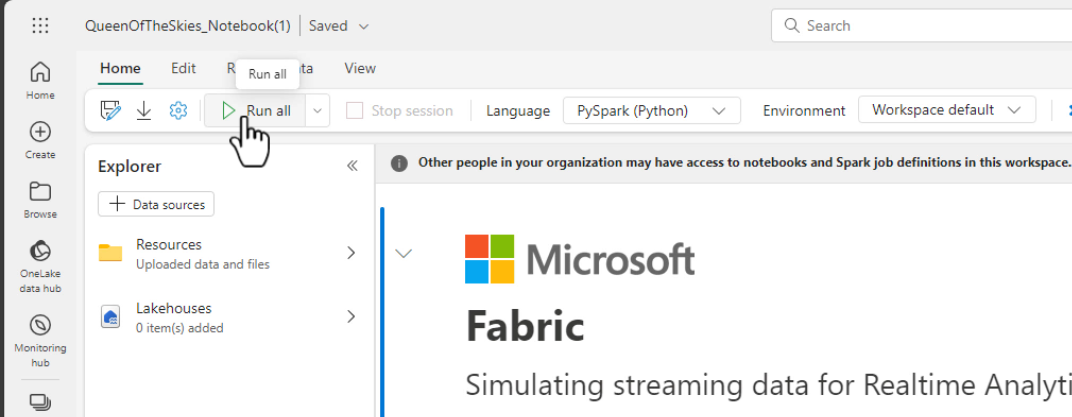 QueenOfTheSkies_Notebook(1) Saved
Search
Home Edit R ta View
Run all
Run all
Stop session
Language PySpark (Python)
Environment Workspace default
Home
Create
Browse
OneLake
data hub
Monitoring
hub
Explorer
Data sources
Resources
Uploaded data and files
Lakehouses
0 item(s) added
Other people in your organization may have access to notebooks and Spark job definitions in this workspace.
Microsoft
Fabric
Simulating streaming data for Realtime Analyti